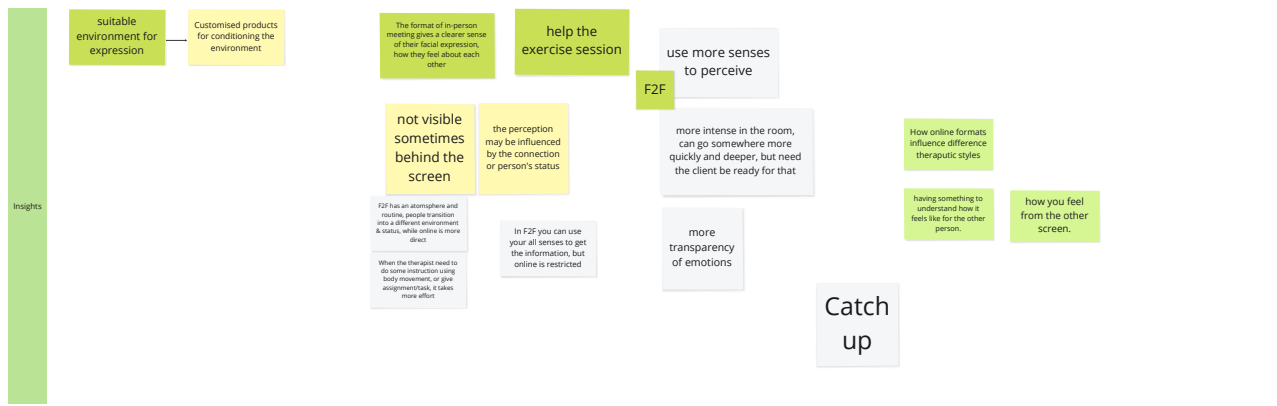 Insights
suitable
environment for
expression
Customised products
for conditioning the
environment
The format of in-person
meeting gives a clearer sense
of their facial expression,
how they feel about each
other
help the
exercise session
use more senses
to perceive
F2F
not visible
sometimes
behind the
screen
the perception
may be influenced
by the connection
or person's status
more intense in the room,
can go somewhere more
quickly and deeper, but need
the client be ready for that
F2F has an atomsphere and
routine, people transition
into a different environment
& status, while online is more
direct
When the therapist need to
do some instruction using
body movement, or give
assignment/task, it takes
more effort
In F2F you can use
your all senses to get
the information, but
online is restricted
more
transparency
of emotions
Catch
up
How online formats
influence difference
theraputic styles
having something to
understand how it
feels like for the other
person.
how you feel
from the other
screen.